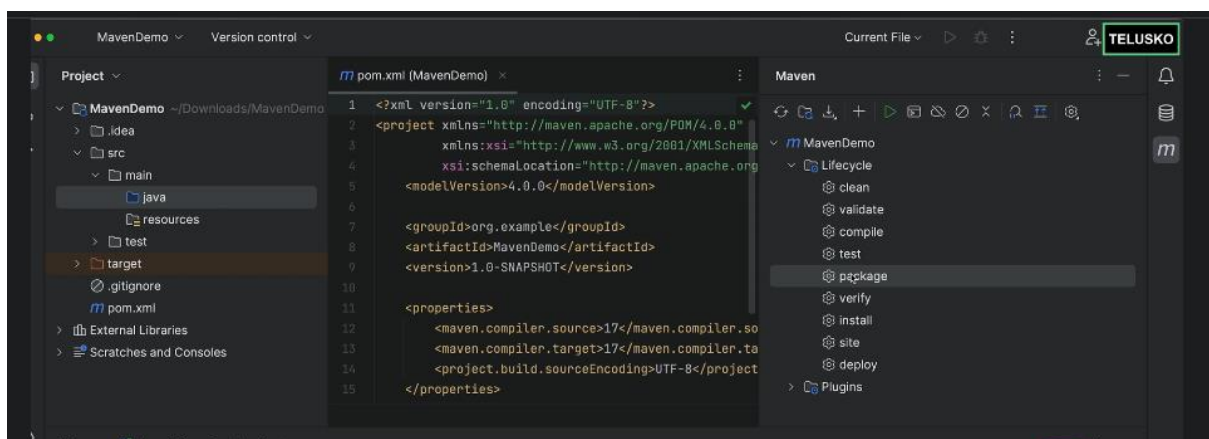 MavenDemo Version control Current File TELUSKO
Project
MavenDemo ~/Downloads/MavenDemo
.idea
src
main
java
resources
test
target
.gitignore
pom.xml
External Libraries
Scratches and Consoles
pom.xml (MavenDemo)
1 <?xml version="1.0" encoding="UTF-8"?>
2 <project xmlns="http://maven.apache.org/POM/4.0.0"
3 xmlns:xsi="http://www.w3.org/2001/XMLSchema
4 xsi:schemaLocation="http://maven.apache.org
5 <modelVersion>4.0.0</modelVersion>
6
7 <groupId>org.example</groupId>
8 <artifactId>MavenDemo</artifactId>
9 <version>1.0-SNAPSHOT</version>
10
11 <properties>
12 <maven.compiler.source>17</maven.compiler.so
13 <maven.compiler.target>17</maven.compiler.ta
14 <project.build.sourceEncoding>UTF-8</project
15 </properties>
Maven
m MavenDemo
Lifecycle
clean
validate
compile
test
package
verify
install
site
deploy
Plugins
m